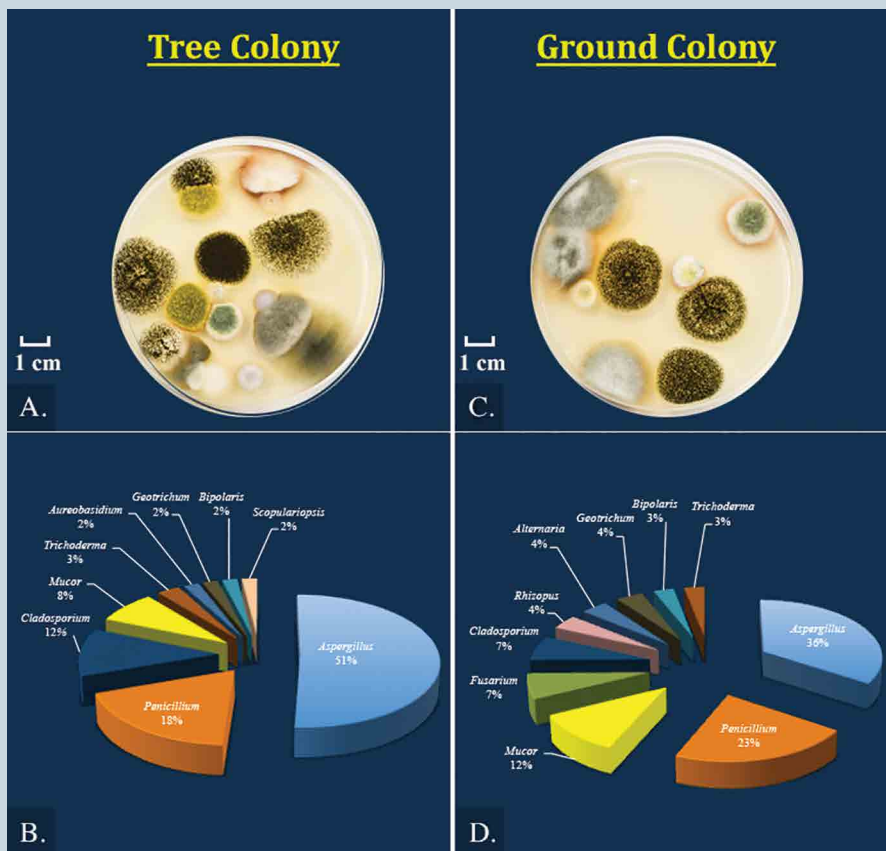 Tree Colony
Ground Colony
1 cm
A.
1 cm
C.
Geotrichum
2%
Bipolaris
2%
Aureobasidium
2%
Scopulariopsis
2%
Trichoderma
3%
Mucor
8%
Cladosporium
12%
Aspergillus
51%
Penicillium
18%
B.
Bipolaris
3%
Trichoderma
3%
Geotrichum
4%
Alternaria
4%
Rhizopus
4%
Cladosporium
7%
Aspergillus
36%
Fusarium
7%
Penicillium
23%
Mucor
12%
D.